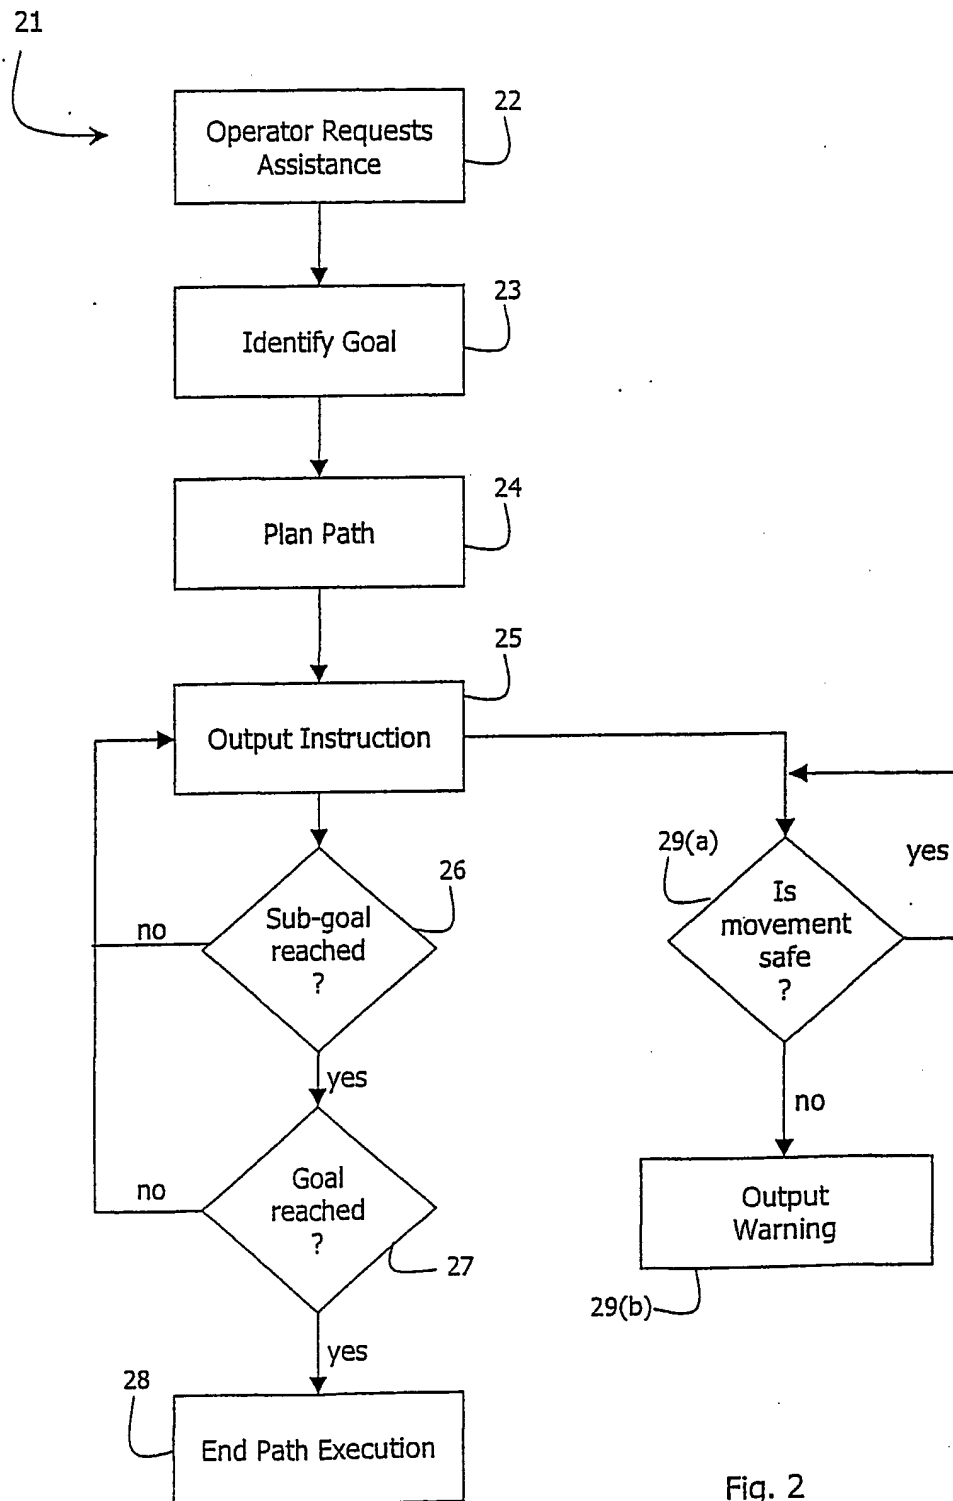 21
22
Operator Requests
Assistance
23
Identify Goal
24
Plan Path
25
Output Instruction
26
Sub-goal
reached
?
no
yes
Goal
reached
?
no
27
yes
28
End Path Execution
29(a)
Is
movement
safe
?
yes
no
Output
Warning
29(b)
Fig. 2